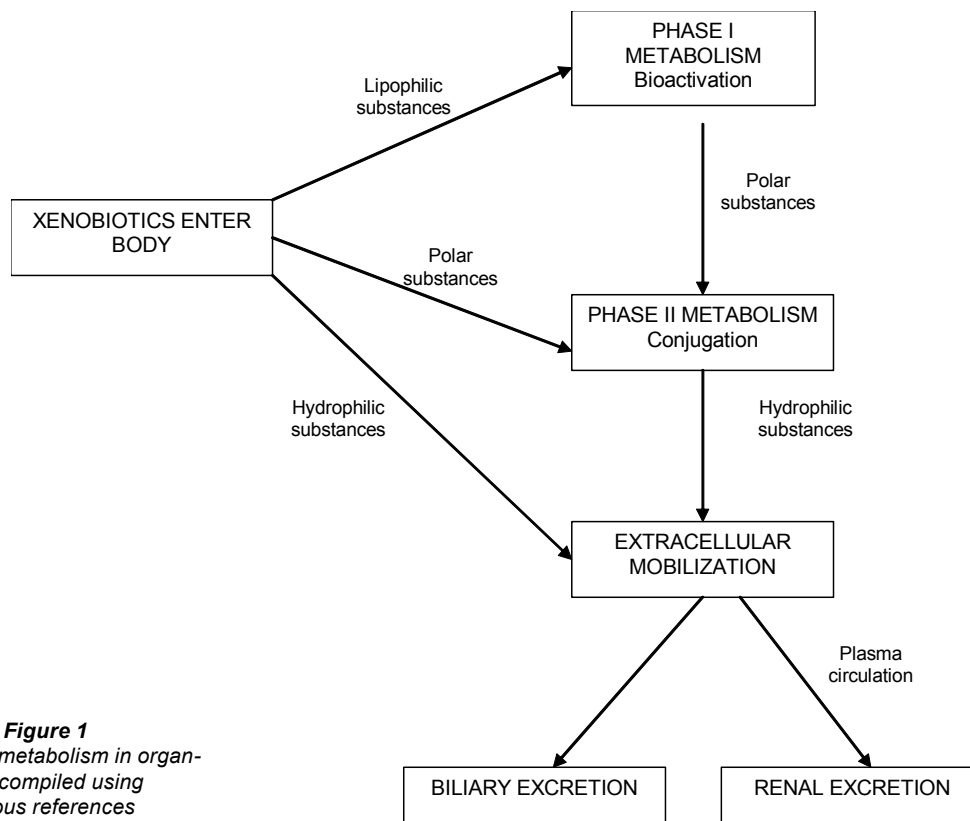 PHASE I
METABOLISM
Bioactivation
Lipophilic
substances
Polar
substances
XENOBIOTICS ENTER
BODY
Polar
substances
PHASE II METABOLISM
Conjugation
Hydrophilic
substances
Hydrophilic
substances
EXTRACELLULAR
MOBILIZATION
Plasma
circulation
Figure 1
metabolism in organ-
compiled using
references
BILIARY EXCRETION
RENAL EXCRETION